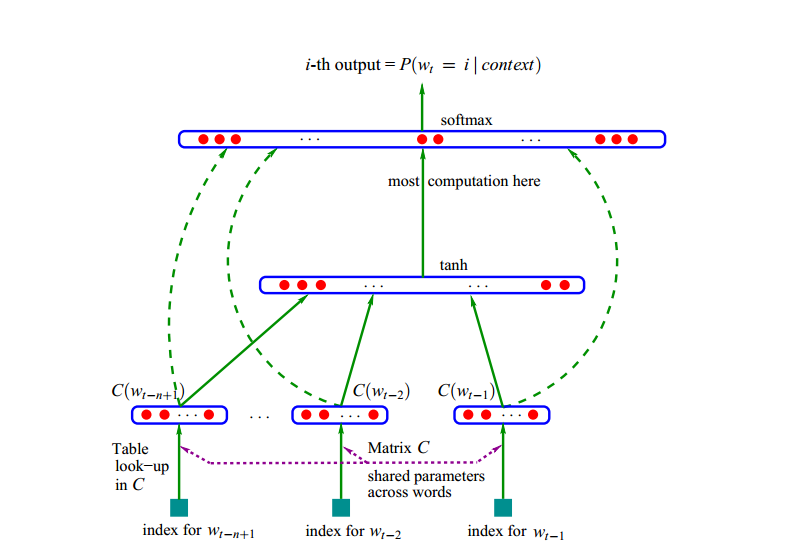 i-th output = P(w_t = i | context)
softmax
... ...
most computation here
tanh
... ...
C(w_{t−n+1}) C(w_{t−2}) C(w_{t−1})
... ... ... ...
Table
look−up
in C
Matrix C
shared parameters
across words
index for w_{t−n+1} index for w_{t−2} index for w_{t−1}